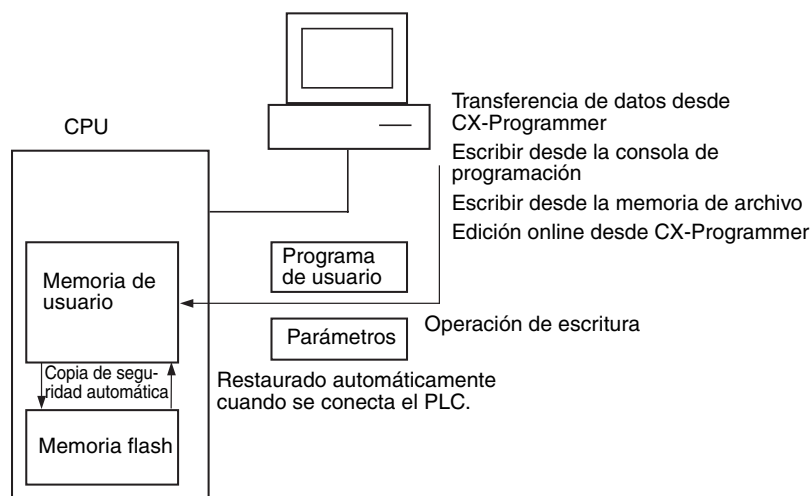 CPU
Transferencia de datos desde
CX-Programmer
Escribir desde la consola de
programación
Escribir desde la memoria de archivo
Edición online desde CX-Programmer
Programa
de usuario
Memoria de
usuario
Parámetros
Operación de escritura
Copia de segu-
ridad automática
Restaurado automáticamente
cuando se conecta el PLC.
Memoria flash